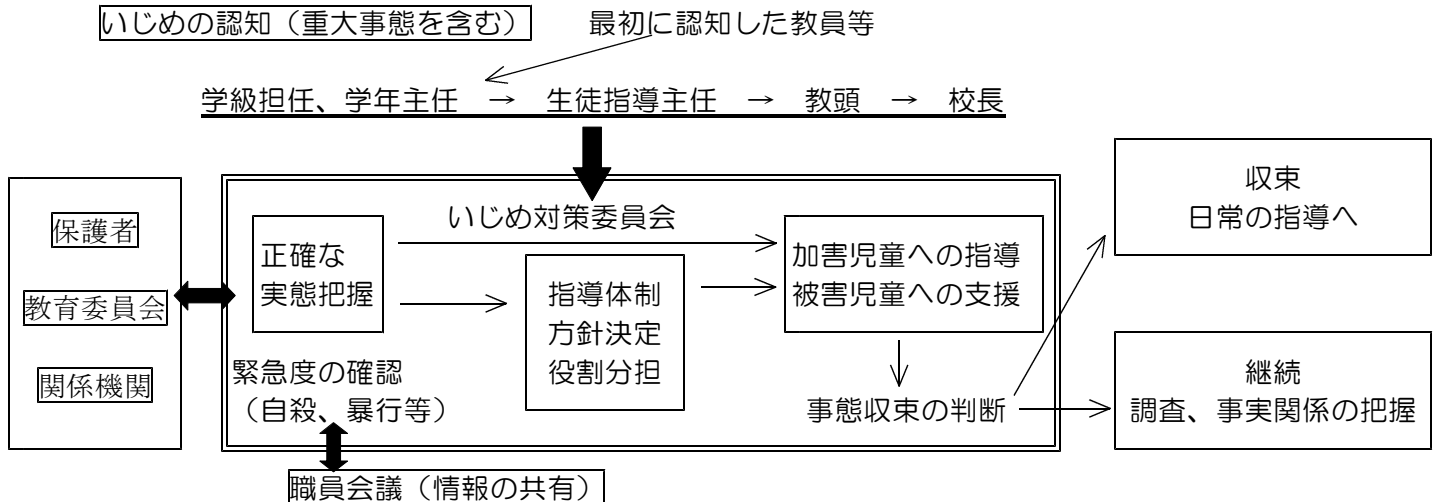 いじめの認知（重大事態を含む）
最初に認知した教員等
学級担任、学年主任 → 生徒指導主任 → 教頭 → 校長
保護者
教育委員会
関係機関
いじめ対策委員会
正確な
実態把握
緊急度の確認
（自殺、暴行等）
指導体制
方針決定
役割分担
加害児童への指導
被害児童への支援
事態収束の判断
収束
日常の指導へ
継続
調査、事実関係の把握
職員会議（情報の共有）